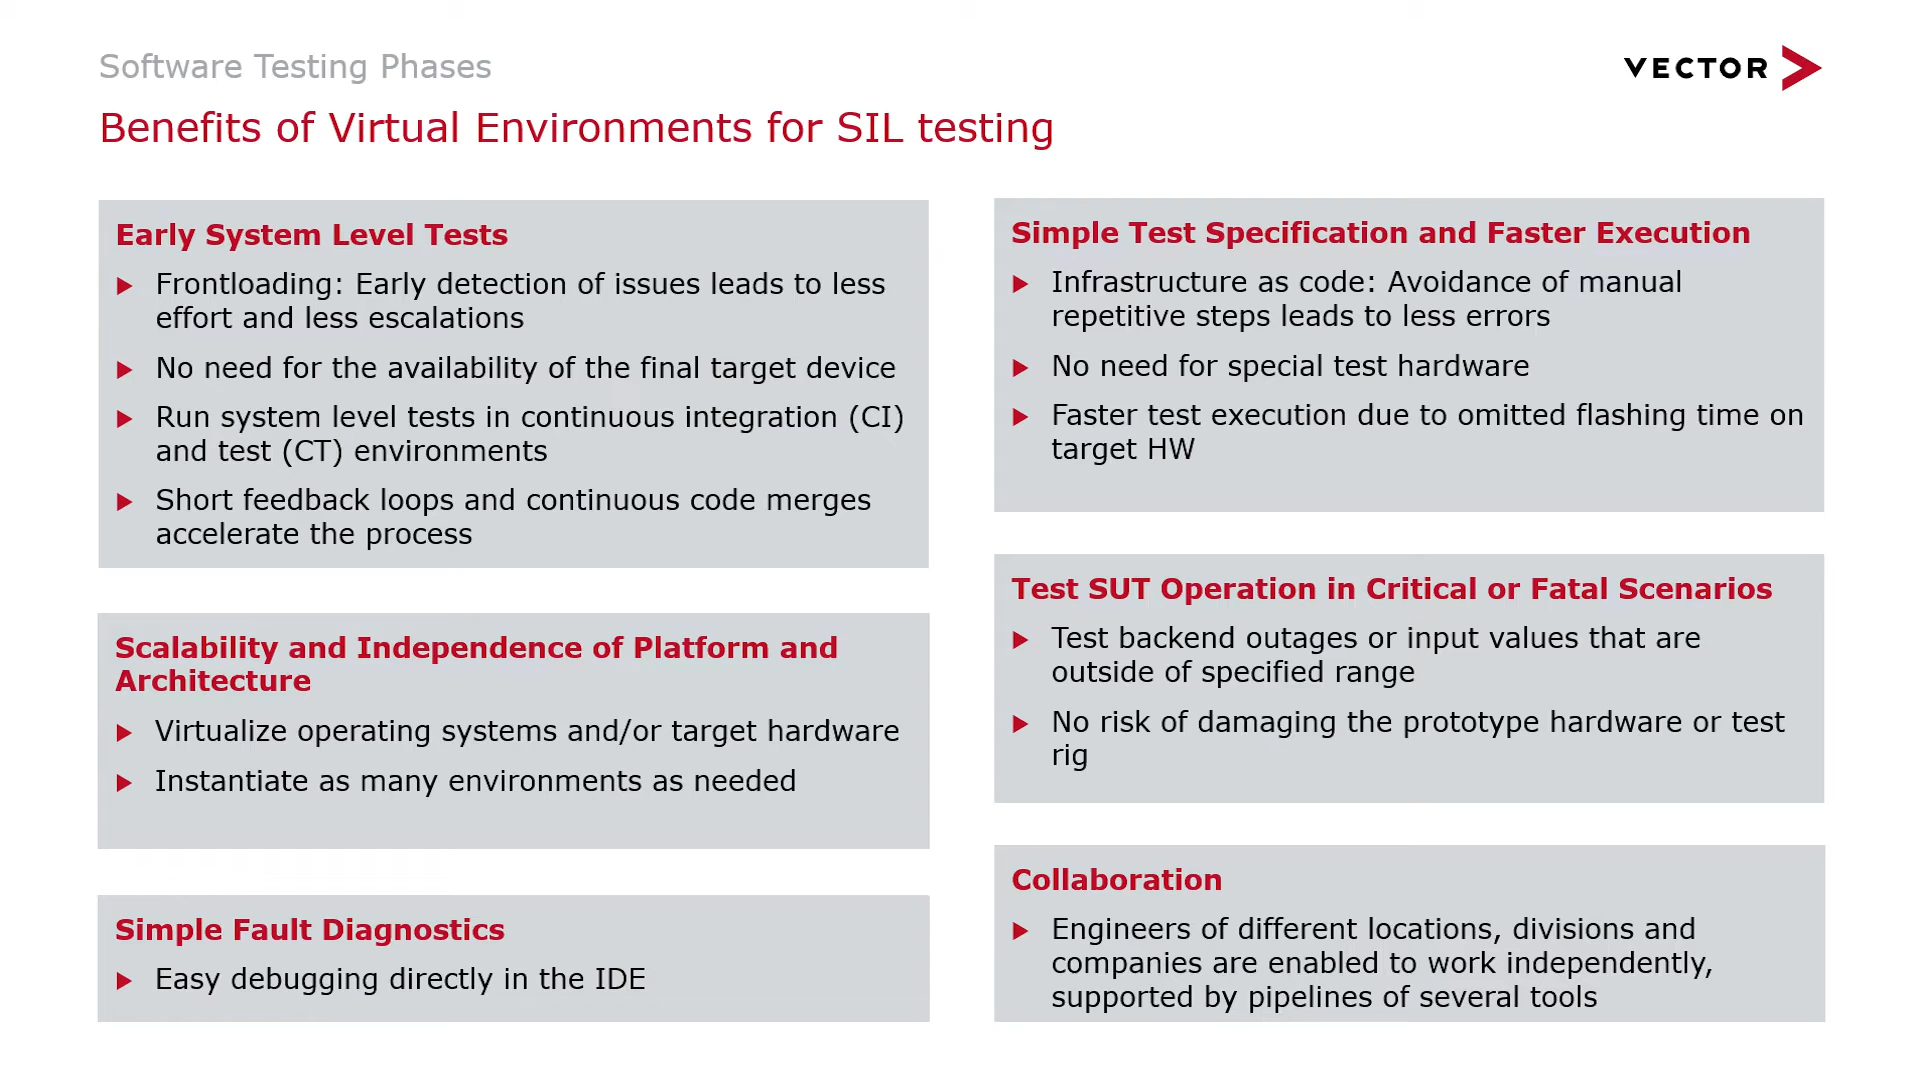 Software Testing Phases
VECTOR
Benefits of Virtual Environments for SIL testing
Early System Level Tests
Frontloading: Early detection of issues leads to less
effort and less escalations
No need for the availability of the final target device
Run system level tests in continuous integration (CI)
and test (CT) environments
Short feedback loops and continuous code merges
accelerate the process
Scalability and Independence of Platform and
Architecture
Virtualize operating systems and/or target hardware
Instantiate as many environments as needed
Simple Fault Diagnostics
Easy debugging directly in the IDE
Simple Test Specification and Faster Execution
Infrastructure as code: Avoidance of manual
repetitive steps leads to less errors
No need for special test hardware
Faster test execution due to omitted flashing time on
target HW
Test SUT Operation in Critical or Fatal Scenarios
Test backend outages or input values that are
outside of specified range
No risk of damaging the prototype hardware or test
rig
Collaboration
Engineers of different locations, divisions and
companies are enabled to work independently,
supported by pipelines of several tools